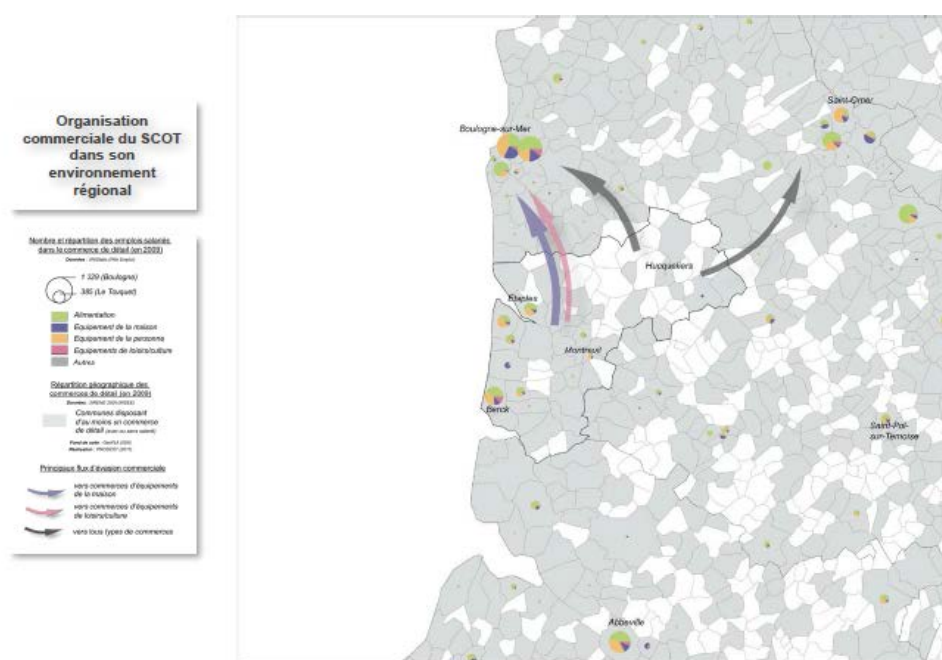 Organisation
commerciale du SCOT
dans son
environnement
régional
Nombre et répartition des emplois salariés
dans le commerce de détail (en 2009)
1 329 (Boulogne)
385 (Le Touquet)
Alimentation
Equipement de la maison
Equipement de la personne
Equipements de loisirs/culture
Autres
Répartition géographique des
commerces de détail (en 2009)
Communes disposant
d'au moins un commerce
de détail (avec ou sans salarié)
Principaux flux d'évasion commerciale
vers commerces d'équipements
de la maison
vers commerces d'équipements
de loisirs/culture
vers tous types de commerces
Saint-Omer
Boulogne-sur-Mer
Hucqueliers
Etaples
Montreuil
Berck
Saint-Pol-
sur-Ternoise
Abbeville